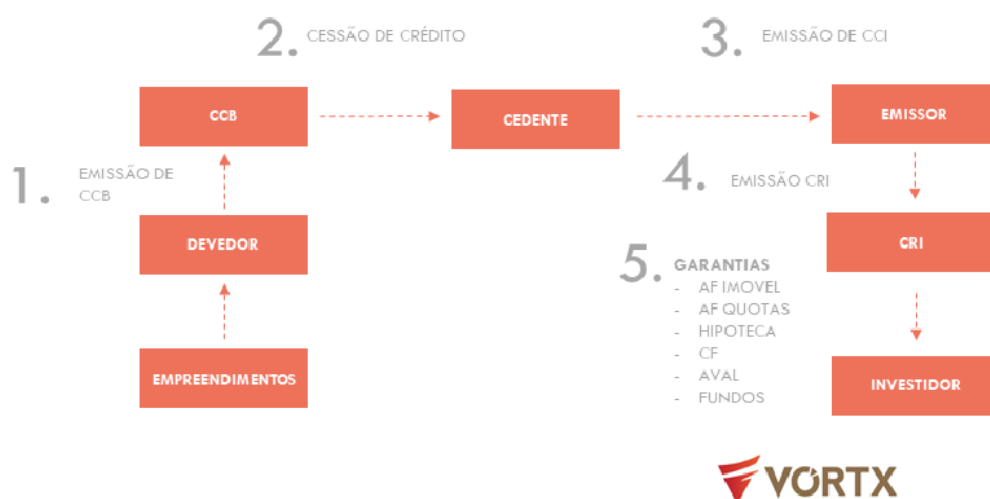 2. CESSÃO DE CRÉDITO
3. EMISSÃO DE CCI
CCB
CEDENTE
EMISSOR
1. EMISSÃO DE
CCB
4. EMISSÃO CRI
DEVEDOR
CRI
5. GARANTIAS
- AF IMOVEL
- AF QUOTAS
- HIPOTECA
- CF
- AVAL
- FUNDOS
EMPREENDIMENTOS
INVESTIDOR
VÓRTX